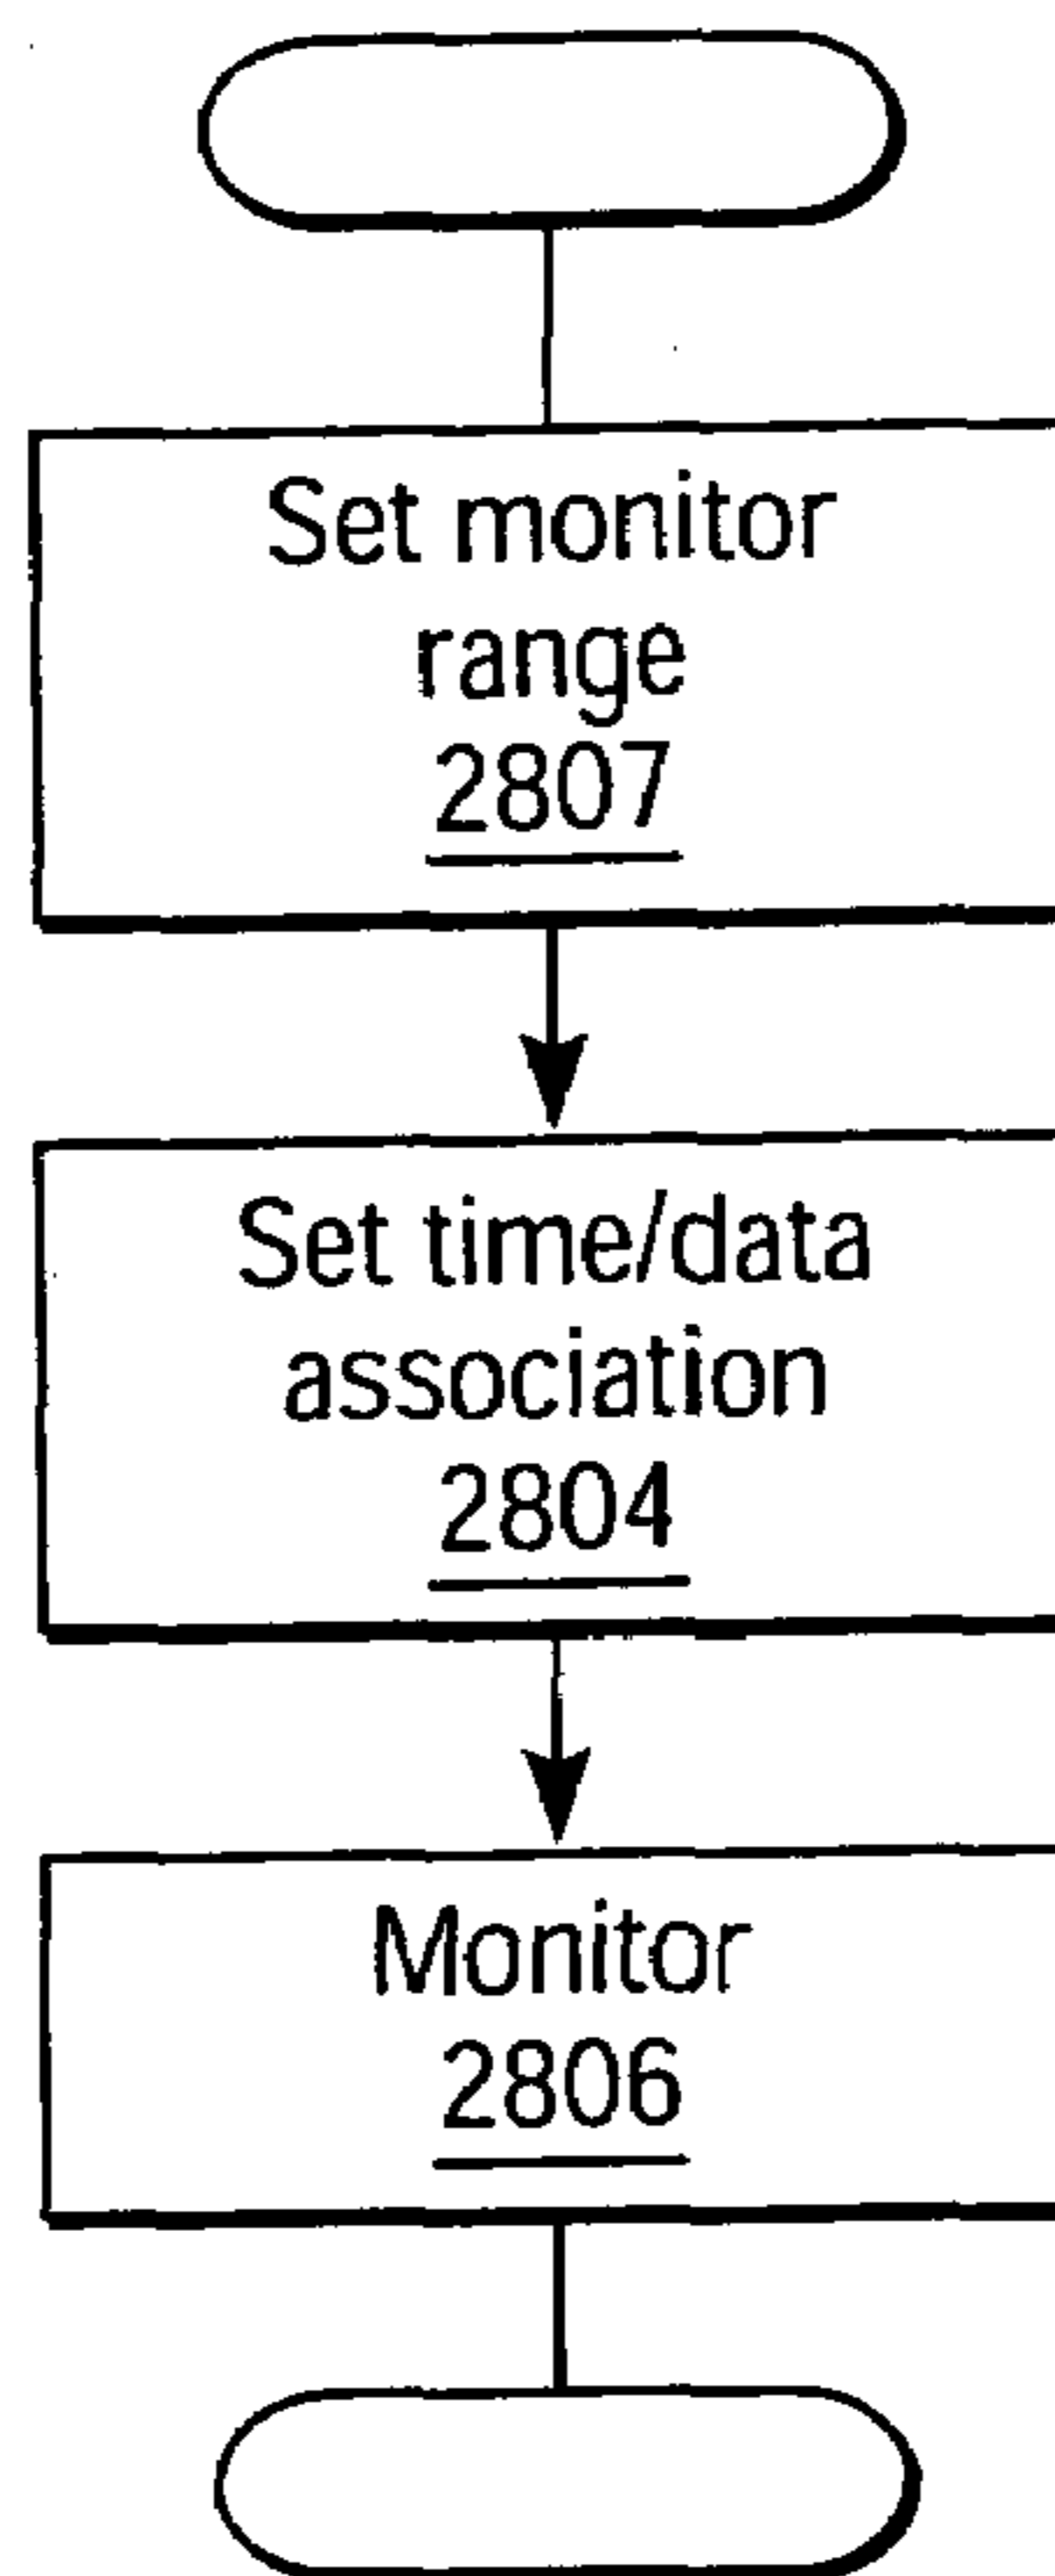 Set monitor
range
2807
Set time/data
association
2804
Monitor
2806